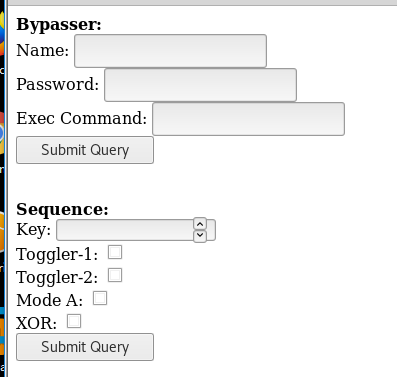 Bypasser:
Name:
Password:
Exec Command:
Submit Query
Sequence:
Key:
Toggler-1:
Toggler-2:
Mode A:
XOR:
Submit Query